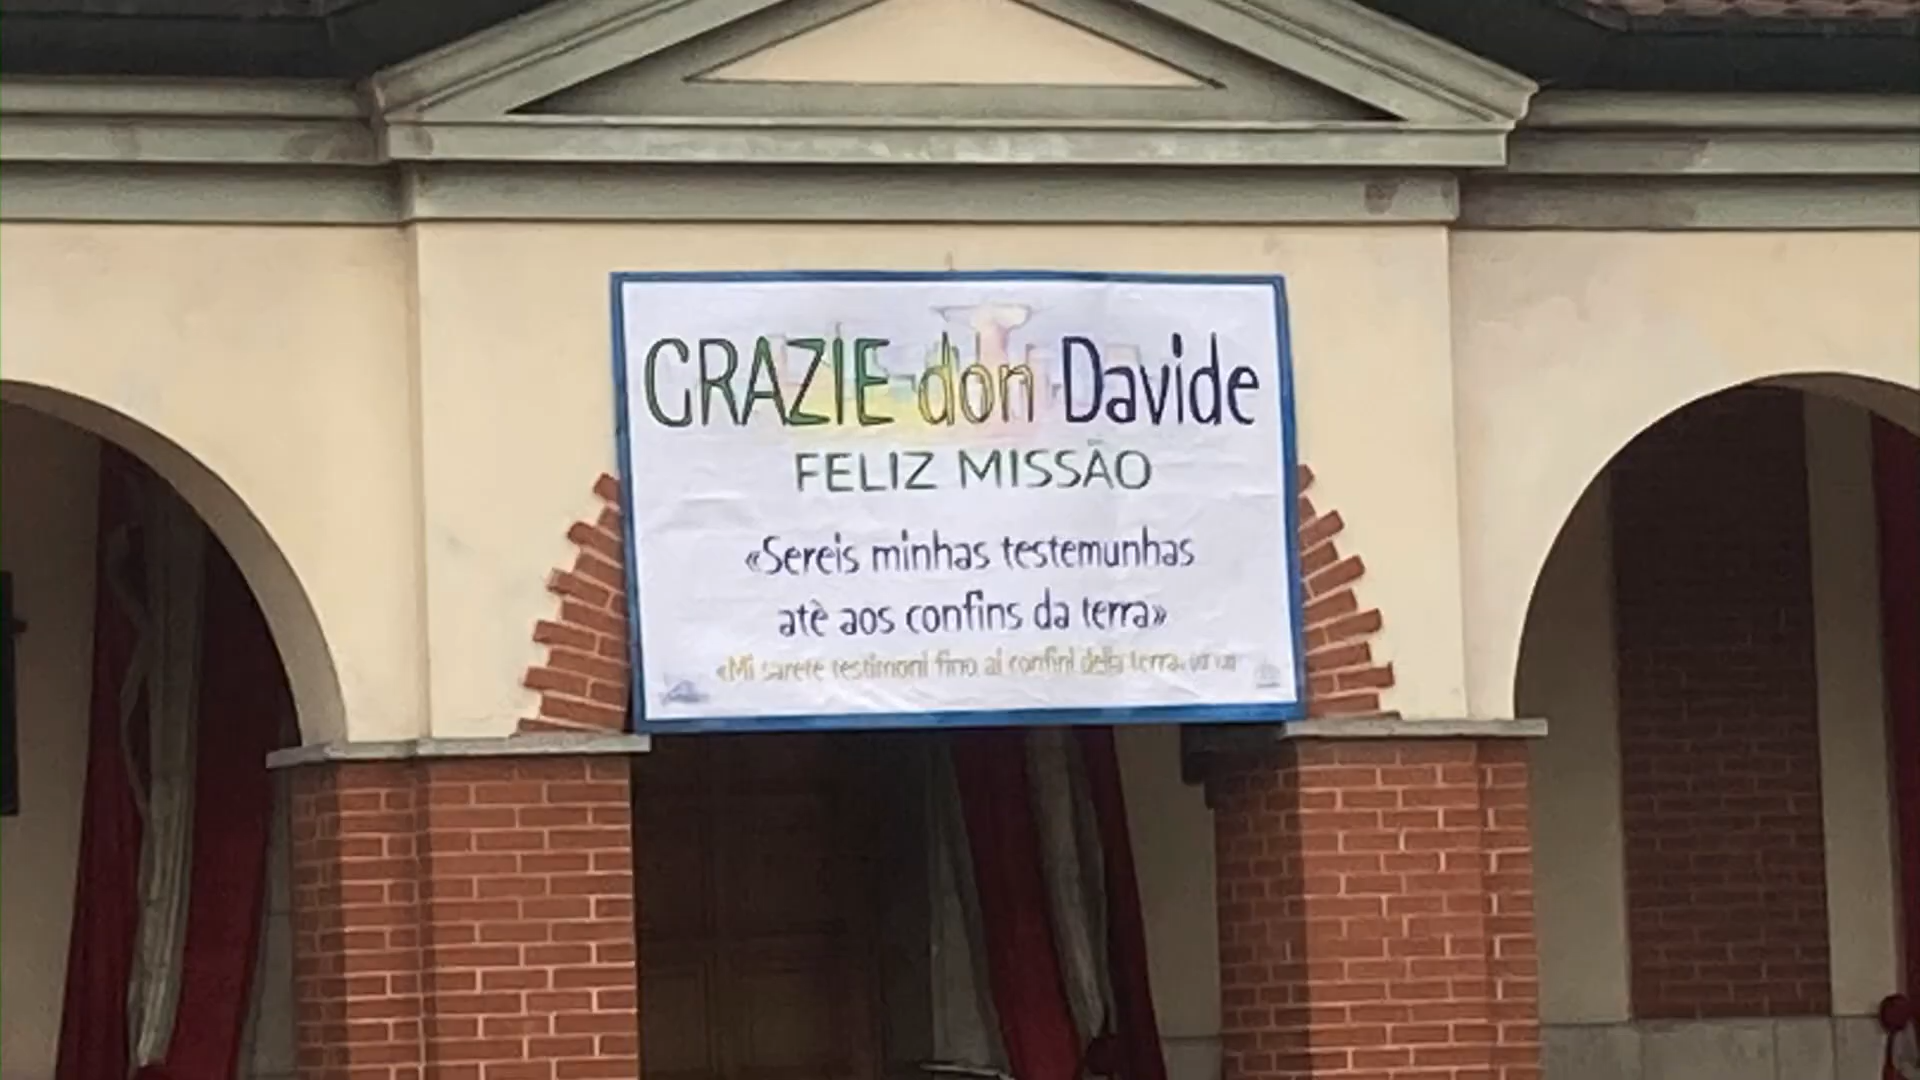 GRAZIE don Davide
FELIZ MISSÃO
«Sereis minhas testemunhas
atè aos confins da terra»
«Mi sarete testimoni fino ai confini della terra»